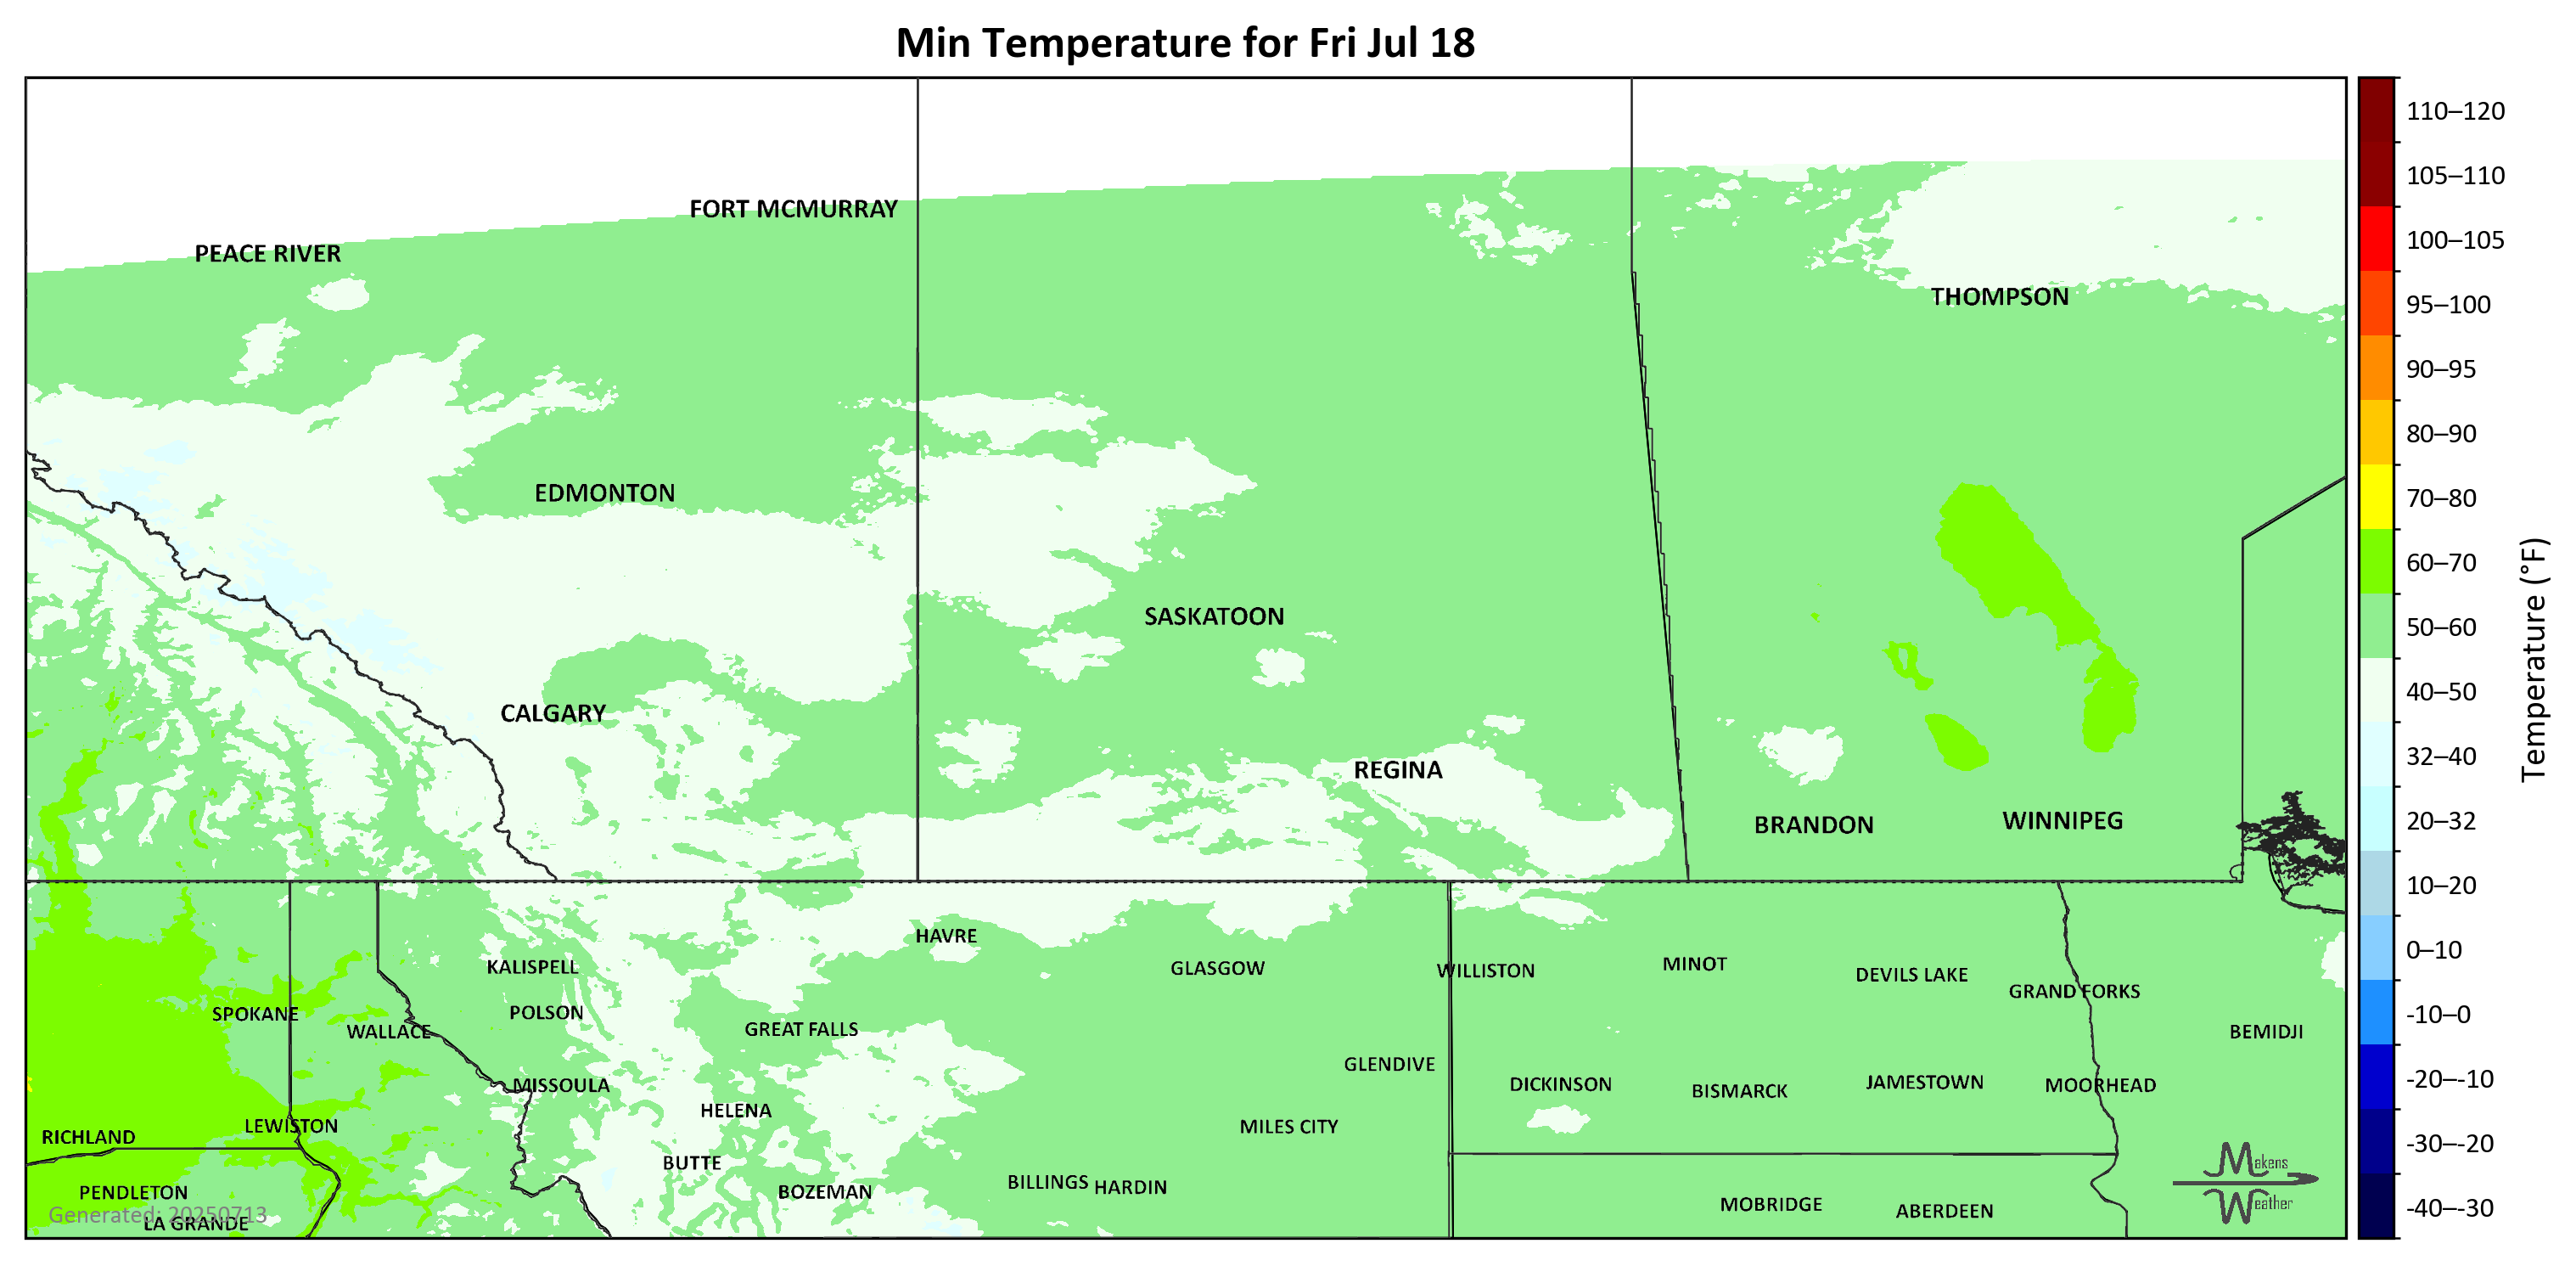 Min Temperature for Fri Jul 18
FORT MCMURRAY
PEACE RIVER
THOMPSON
EDMONTON
SASKATOON
CALGARY
REGINA
BRANDON
WINNIPEG
HAVRE
KALISPELL
GLASGOW
WILLISTON
MINOT
DEVILS LAKE
GRAND FORKS
SPOKANE
POLSON
WALLACE
GREAT FALLS
BEMIDJI
GLENDIVE
MISSOULA
DICKINSON
BISMARCK
JAMESTOWN
MOORHEAD
HELENA
LEWISTON
MILES CITY
RICHLAND
BUTTE
PENDLETON
BOZEMAN
BILLINGS
HARDIN
MOBRIDGE
ABERDEEN
Generated: 20250713
LA GRANDE
Makens
Weather
110–120
105–110
100–105
95–100
90–95
80–90
70–80
60–70
50–60
40–50
32–40
20–32
10–20
0–10
-10–0
-20–-10
-30–-20
-40–-30
Temperature (°F)